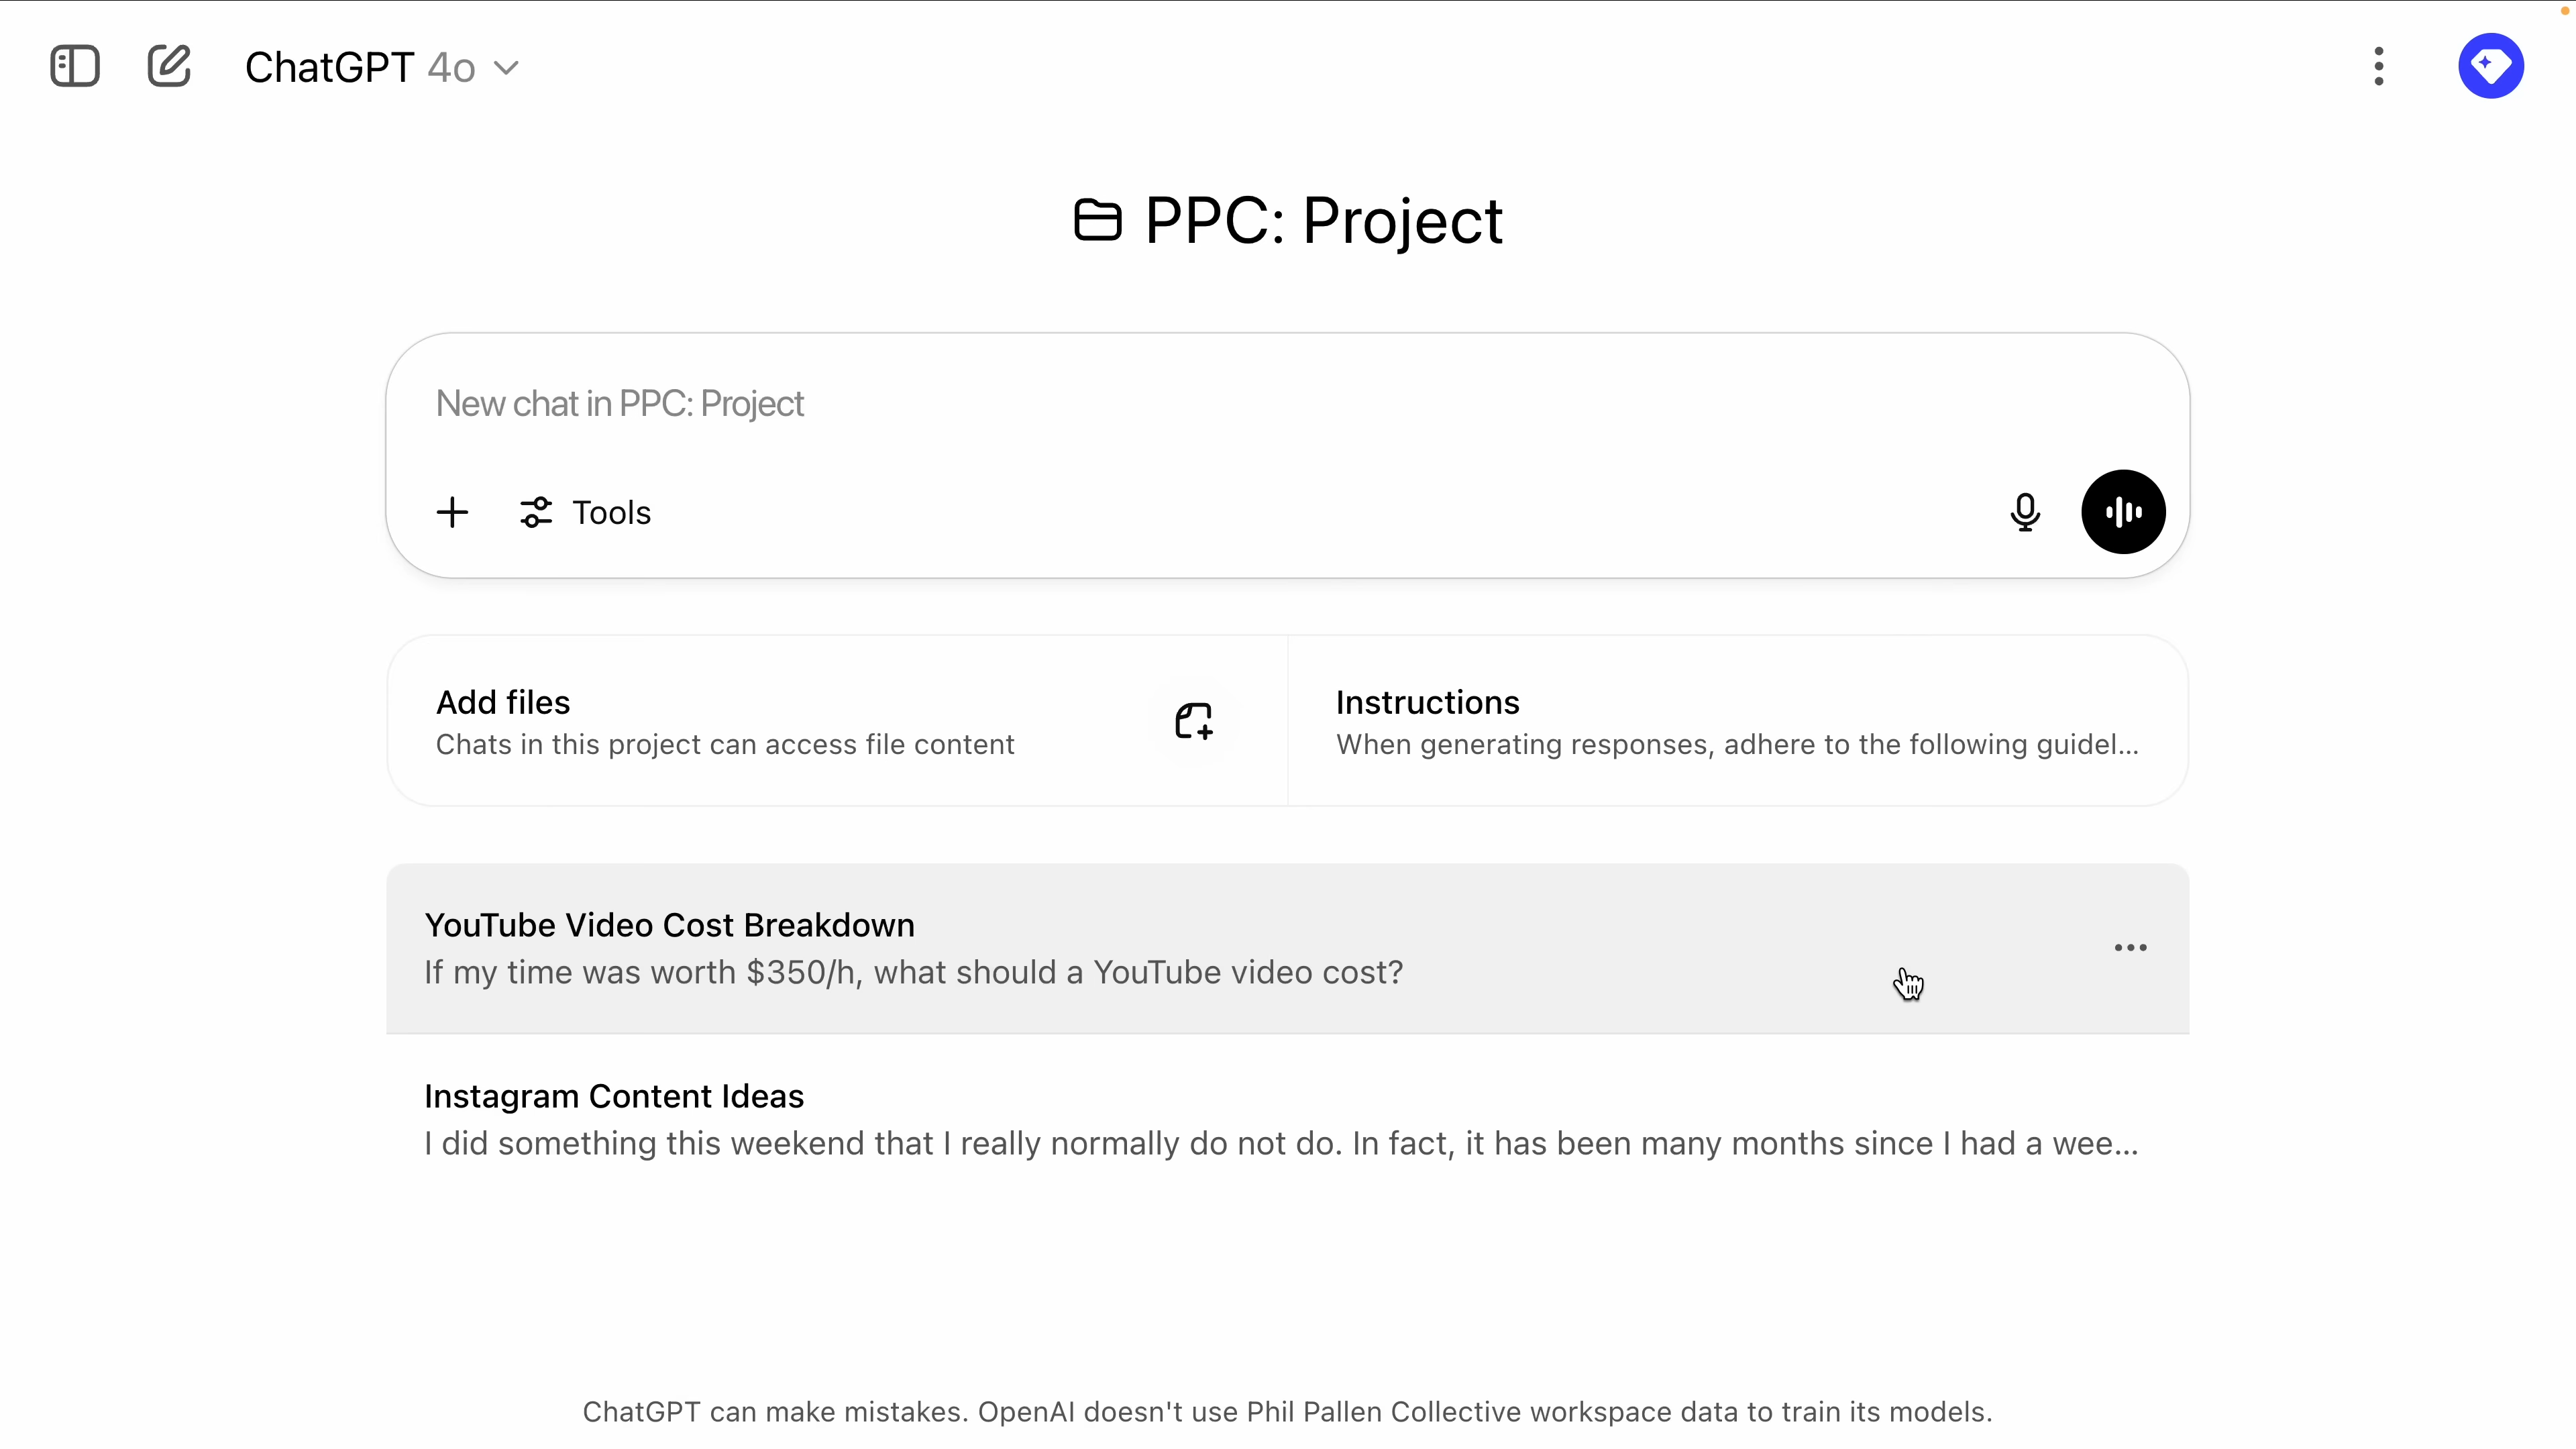 ChatGPT 4o
PPC: Project
New chat in PPC: Project
Tools
Add files
Chats in this project can access file content
Instructions
When generating responses, adhere to the following guidel...
YouTube Video Cost Breakdown
If my time was worth $350/h, what should a YouTube video cost?
Instagram Content Ideas
I did something this weekend that I really normally do not do. In fact, it has been many months since I had a wee...
ChatGPT can make mistakes. OpenAI doesn't use Phil Pallen Collective workspace data to train its models.